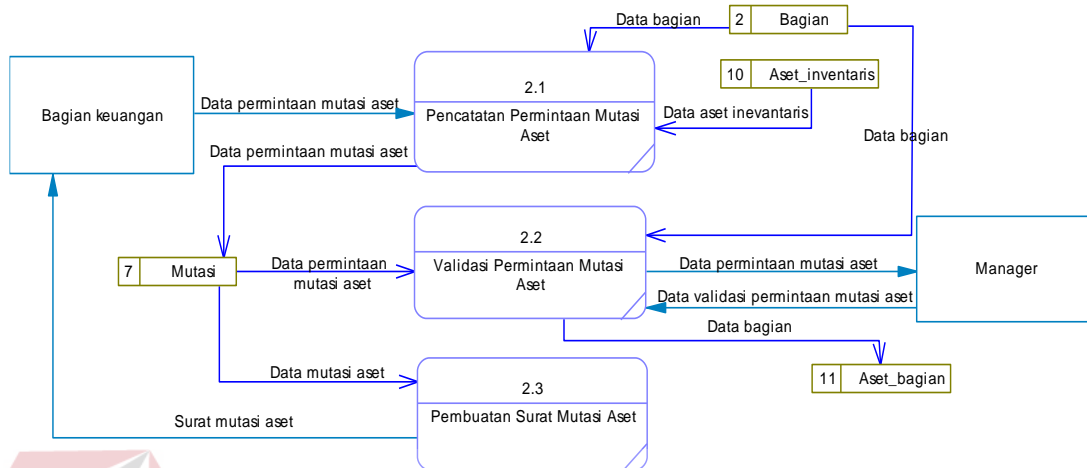 Data bagian
2 Bagian
2.1
10 Aset_inventaris
Bagian keuangan
Data permintaan mutasi aset
Pencatatan Permintaan Mutasi
Aset
Data aset inevantaris
Data bagian
Data permintaan mutasi aset
2.2
7 Mutasi
Data permintaan
mutasi aset
Validasi Permintaan Mutasi
Aset
Data permintaan mutasi aset
Manager
Data validasi permintaan mutasi aset
Data bagian
Data mutasi aset
2.3
11 Aset_bagian
Surat mutasi aset
Pembuatan Surat Mutasi Aset